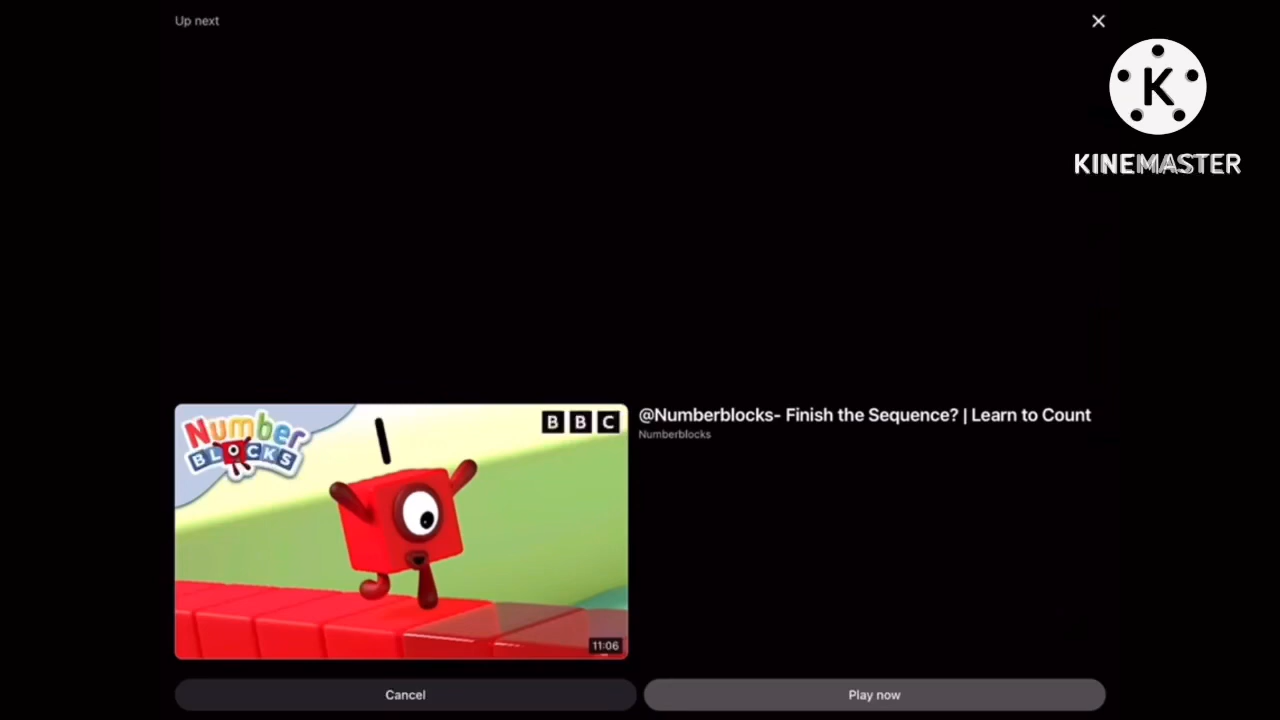 Up next
K
KINEMASTER
Number
BLOCKS
BBC
@Numberblocks- Finish the Sequence? | Learn to Count
Numberblocks
11:06
Cancel
Play now